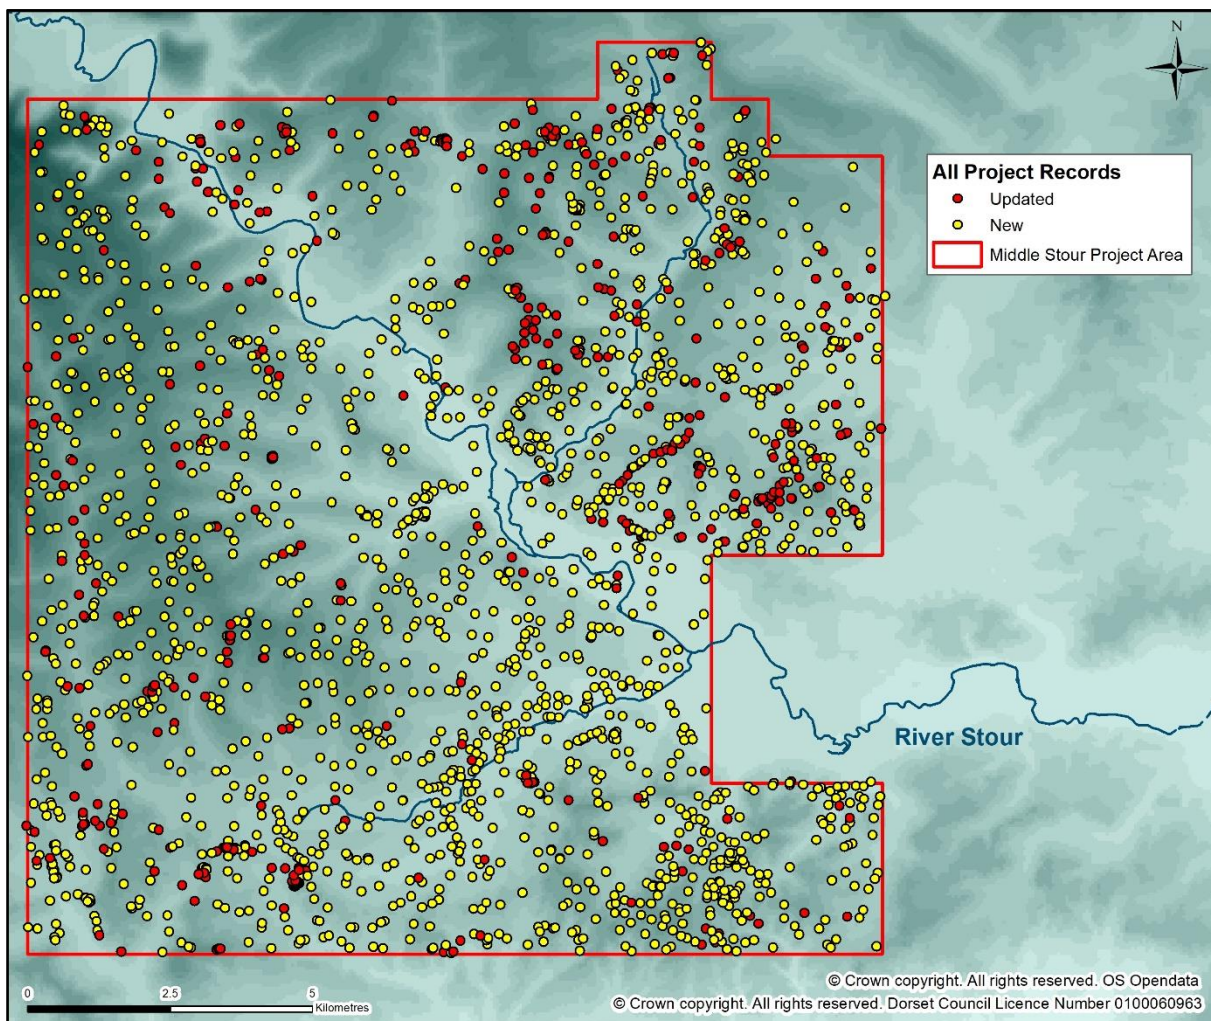 N
All Project Records
Updated
New
Middle Stour Project Area
River Stour
0 2.5 5
Kilometres
© Crown copyright. All rights reserved. OS Opendata
© Crown copyright. All rights reserved. Dorset Council Licence Number 0100060963